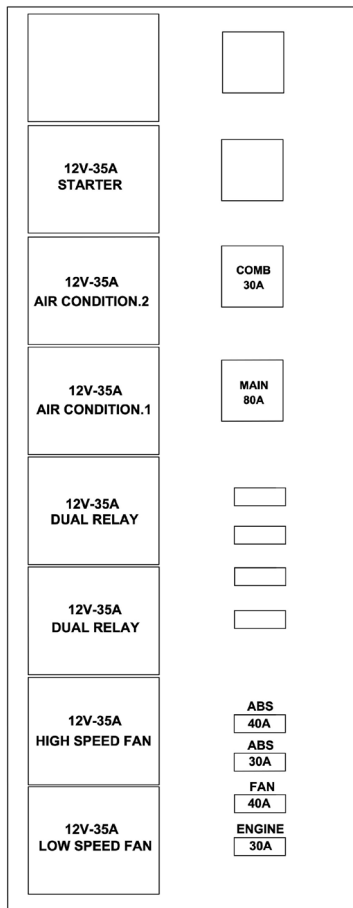 12V-35A
STARTER
12V-35A
AIR CONDITION.2
COMB
30A
12V-35A
AIR CONDITION.1
MAIN
80A
12V-35A
DUAL RELAY
12V-35A
DUAL RELAY
12V-35A
HIGH SPEED FAN
ABS
40A
ABS
30A
12V-35A
LOW SPEED FAN
FAN
40A
ENGINE
30A